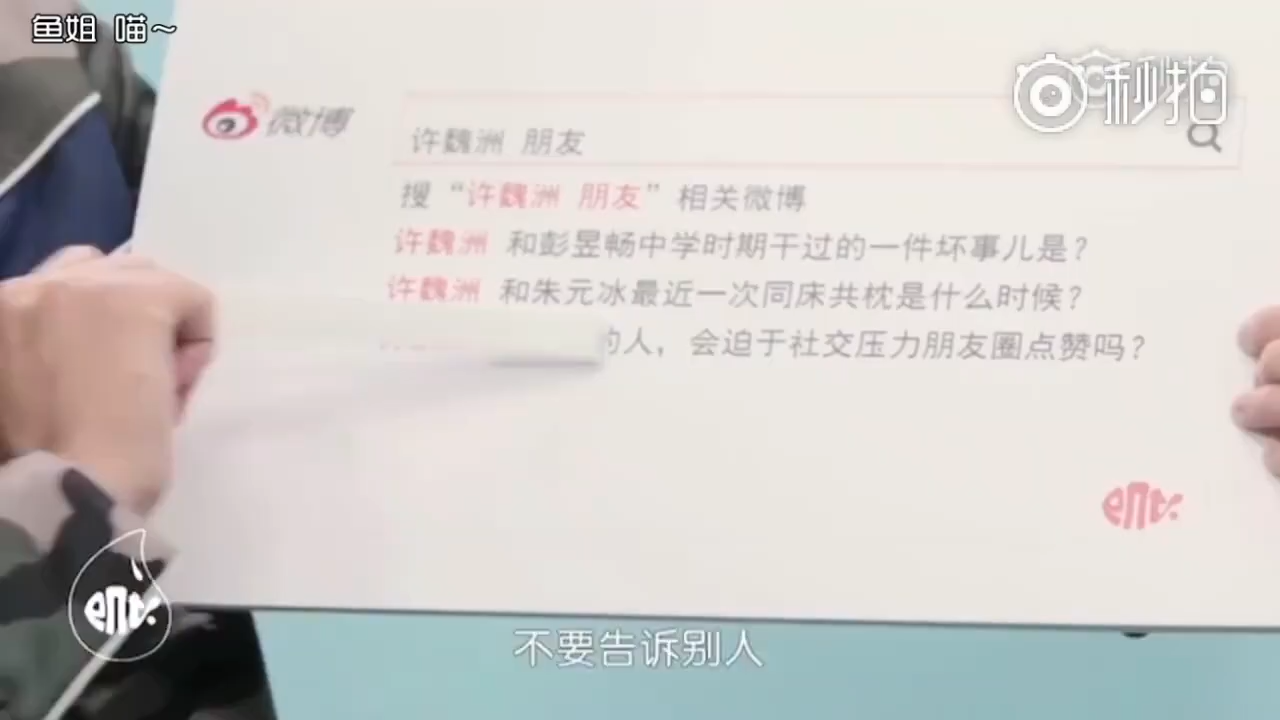 鱼姐 喵～
秒拍
微博
许魏洲 朋友
搜“许魏洲 朋友”相关微博
许魏洲 和彭昱畅中学时期干过的一件坏事儿是？
许魏洲 和朱元冰最近一次同床共枕是什么时候？
的人，会迫于社交压力朋友圈点赞吗？
ent
ent
不要告诉别人